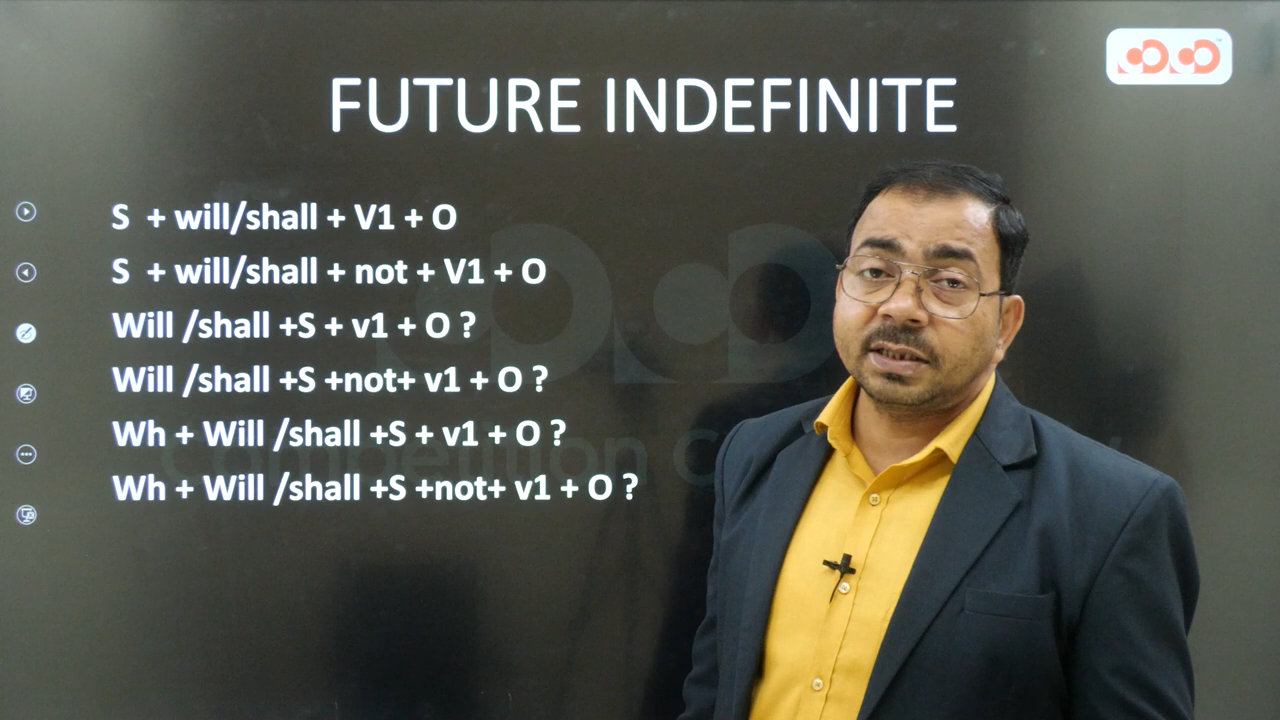 FUTURE INDEFINITE
S + will/shall + V1 + O
S + will/shall + not + V1 + O
Will /shall +S + v1 + O ?
Will /shall +S +not+ v1 + O ?
Wh + Will /shall +S + v1 + O ?
Wh + Will /shall +S +not+ v1 + O ?
Competition C